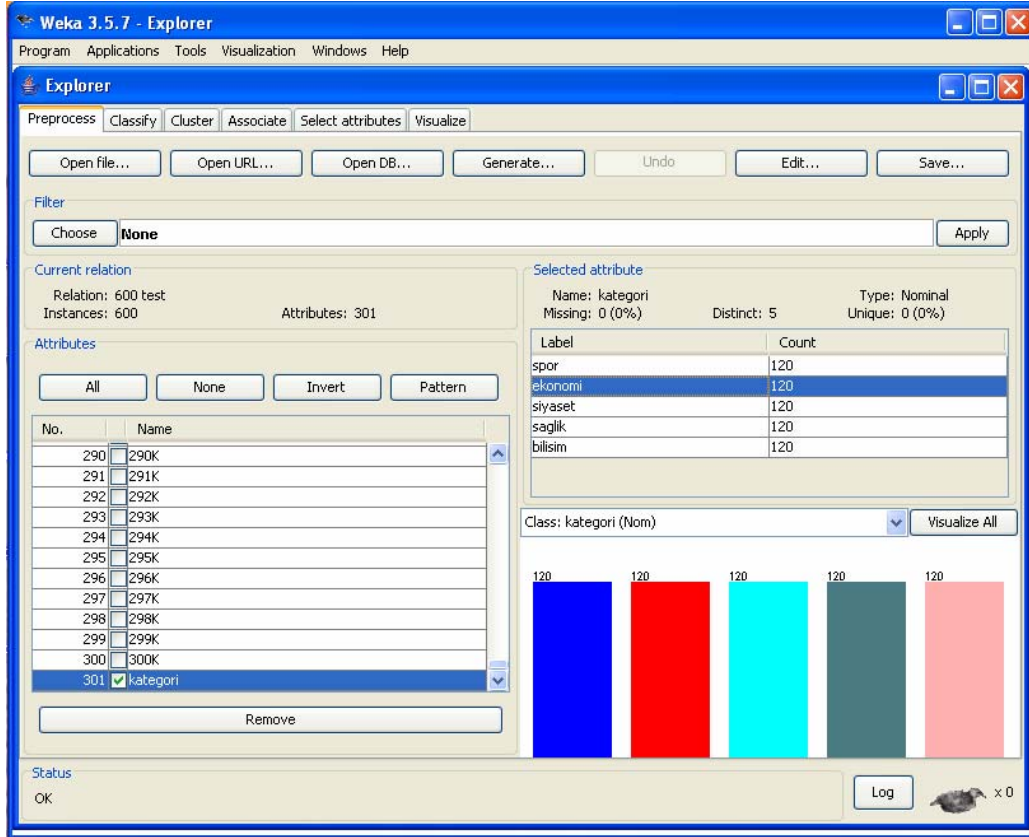 Weka 3.5.7 - Explorer
Program Applications Tools Visualization Windows Help
Explorer
Preprocess Classify Cluster Associate Select attributes Visualize
Open file... Open URL... Open DB... Generate... Undo Edit... Save...
Filter
Choose None Apply
Current relation
Relation: 600 test
Instances: 600 Attributes: 301
Attributes
All None Invert Pattern
No. Name
290 290K
291 291K
292 292K
293 293K
294 294K
295 295K
296 296K
297 297K
298 298K
299 299K
300 300K
301 kategori
Remove
Selected attribute
Name: kategori Type: Nominal
Missing: 0 (0%) Distinct: 5 Unique: 0 (0%)
Label Count
spor 120
ekonomi 120
siyaset 120
saglik 120
bilisim 120
Class: kategori (Nom) Visualize All
120 120 120 120 120
Status
OK
Log x 0